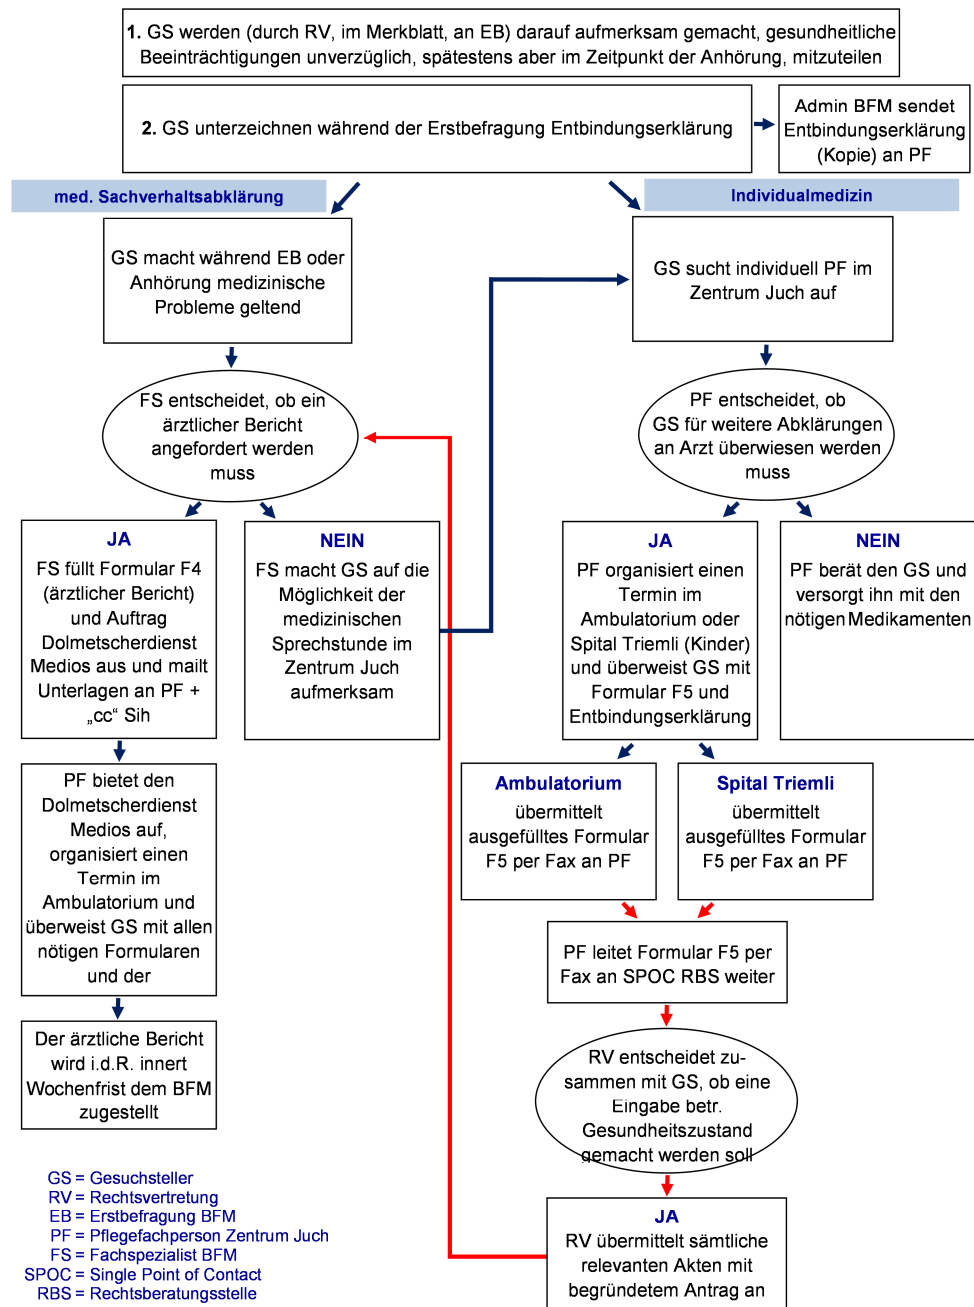 1. GS werden (durch RV, im Merkblatt, an EB) darauf aufmerksam gemacht, gesundheitliche
Beeinträchtigungen unverzüglich, spätestens aber im Zeitpunkt der Anhörung, mitzuteilen
2. GS unterzeichnen während der Erstbefragung Entbindungserklärung
Admin BFM sendet
Entbindungserklärung
(Kopie) an PF
med. Sachverhaltsabklärung
GS macht während EB oder
Anhörung medizinische
Probleme geltend
FS entscheidet, ob ein
ärztlicher Bericht
angefordert werden
muss
JA
FS füllt Formular F4
(ärztlicher Bericht)
und Auftrag
Dolmetscherdienst
Medios aus und mailt
Unterlagen an PF +
„cc“ Sih
NEIN
FS macht GS auf die
Möglichkeit der
medizinischen
Sprechstunde im
Zentrum Juch
aufmerksam
PF bietet den
Dolmetscherdienst
Medios auf,
organisiert einen
Termin im
Ambulatorium und
überweist GS mit allen
nötigen Formularen
und der
Der ärztliche Bericht
wird i.d.R. innert
Wochenfrist dem BFM
zugestellt
Individualmedizin
GS sucht individuell PF im
Zentrum Juch auf
PF entscheidet, ob
GS für weitere Abklärungen
an Arzt überwiesen werden
muss
JA
PF organisiert einen
Termin im
Ambulatorium oder
Spital Triemli (Kinder)
und überweist GS mit
Formular F5 und
Entbindungserklärung
NEIN
PF berät den GS und
versorgt ihn mit den
nötigen Medikamenten
Ambulatorium
übermittelt
ausgefülltes Formular
F5 per Fax an PF
Spital Triemli
übermittelt
ausgefülltes Formular
F5 per Fax an PF
PF leitet Formular F5 per
Fax an SPOC RBS weiter
RV entscheidet zu-
sammen mit GS, ob eine
Eingabe betr.
Gesundheitszustand
gemacht werden soll
JA
RV übermittelt sämtliche
relevanten Akten mit
begründetem Antrag an
GS = Gesuchsteller
RV = Rechtsvertretung
EB = Erstbefragung BFM
PF = Pflegefachperson Zentrum Juch
FS = Fachspezialist BFM
SPOC = Single Point of Contact
RBS = Rechtsberatungsstelle